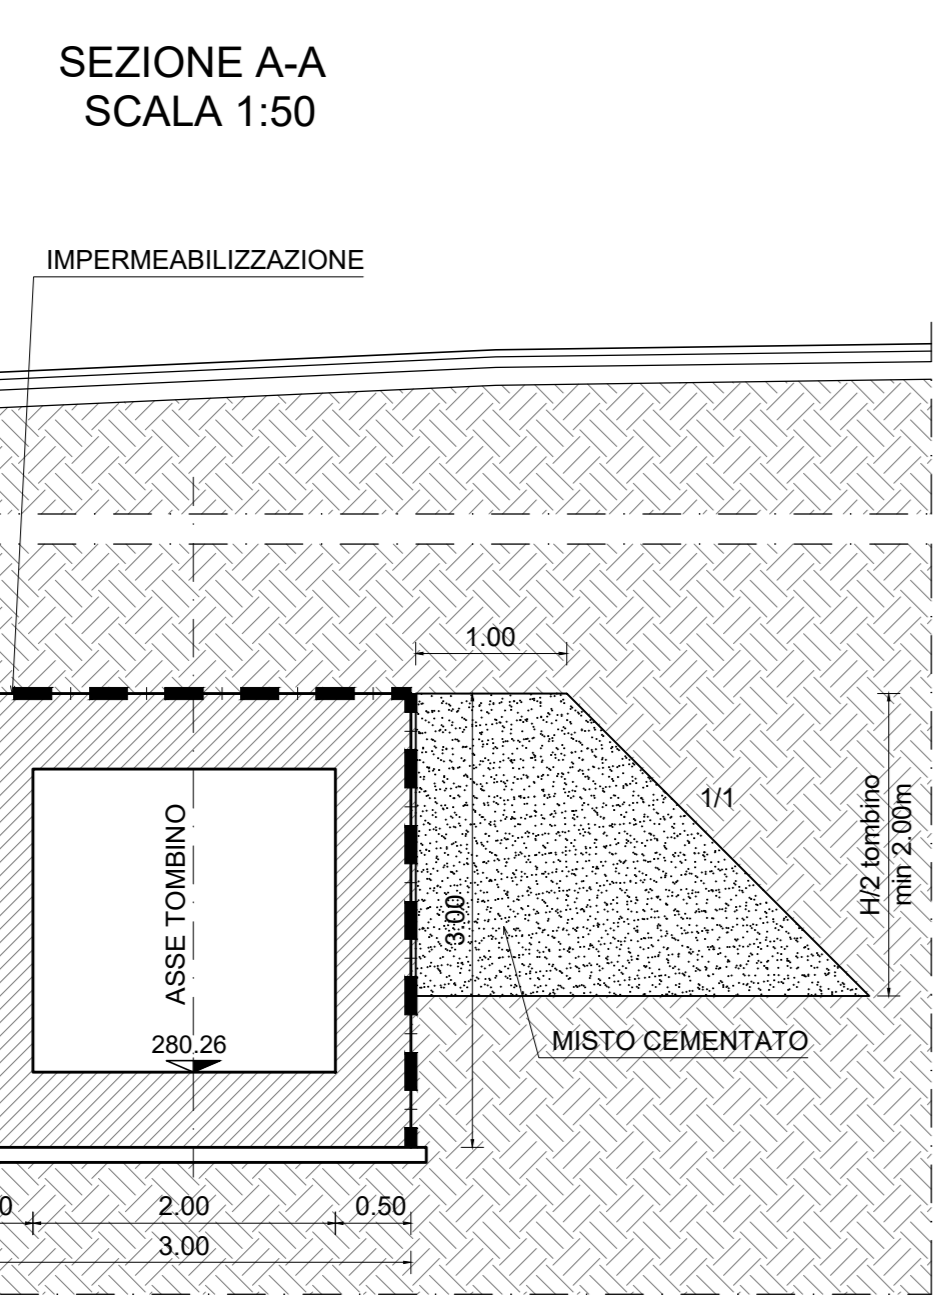 SEZIONE A-A
SCALA 1:50
IMPERMEABILIZZAZIONE
1.00
1/1
H/2 tombino
min 2.00m
ASSE TOMBINO
3.00
280.26
MISTO CEMENTATO
0
2.00
0.50
3.00